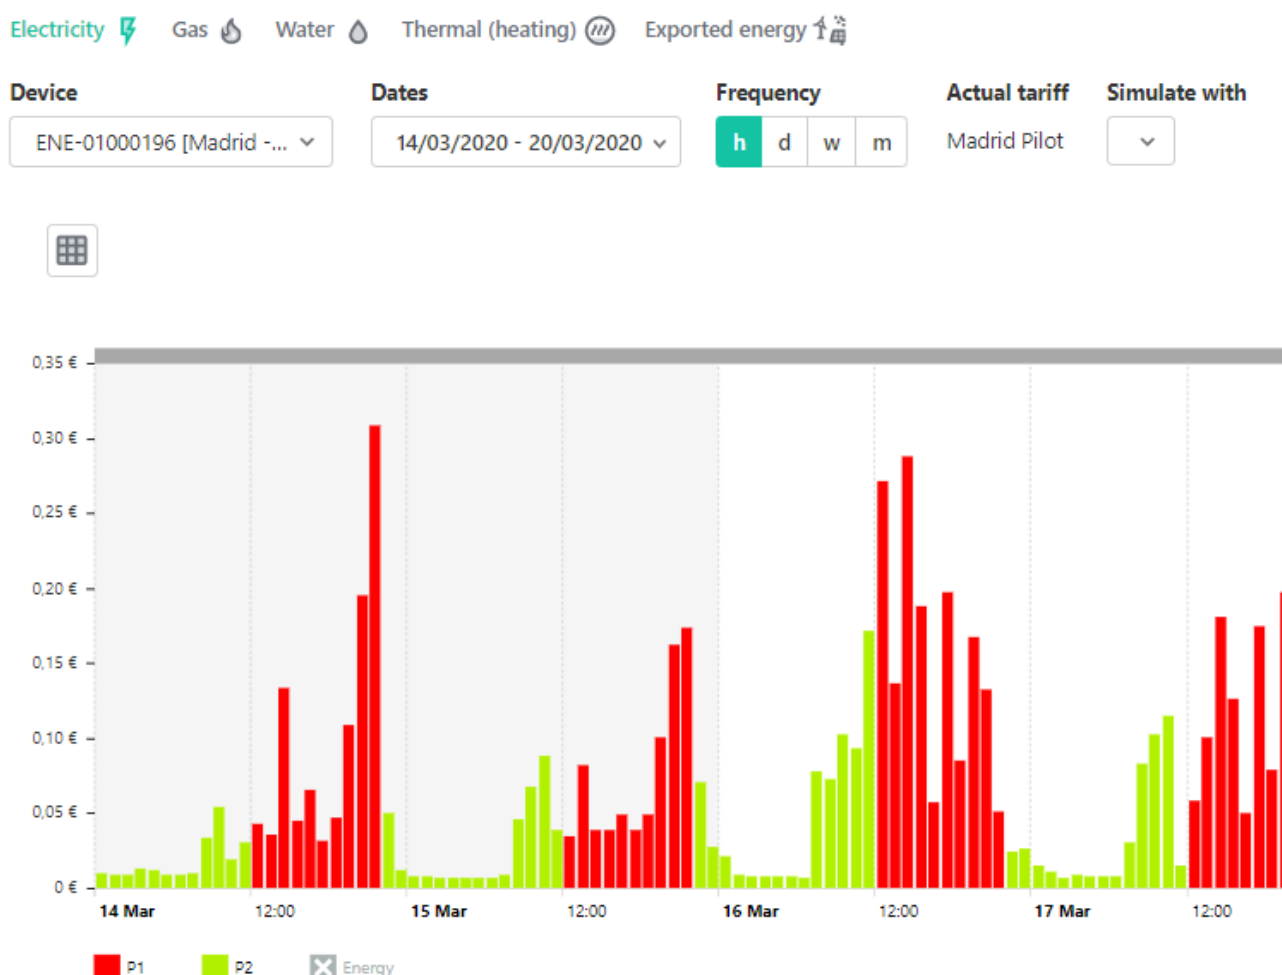 Electricity Gas Water Thermal (heating) Exported energy
Device Dates Frequency Actual tariff Simulate with
ENE-01000196 [Madrid -... 14/03/2020 - 20/03/2020 h d w m Madrid Pilot
0,35 €
0,30 €
0,25 €
0,20 €
0,15 €
0,10 €
0,05 €
0 €
14 Mar 12:00 15 Mar 12:00 16 Mar 12:00 17 Mar 12:00
P1 P2 Energy